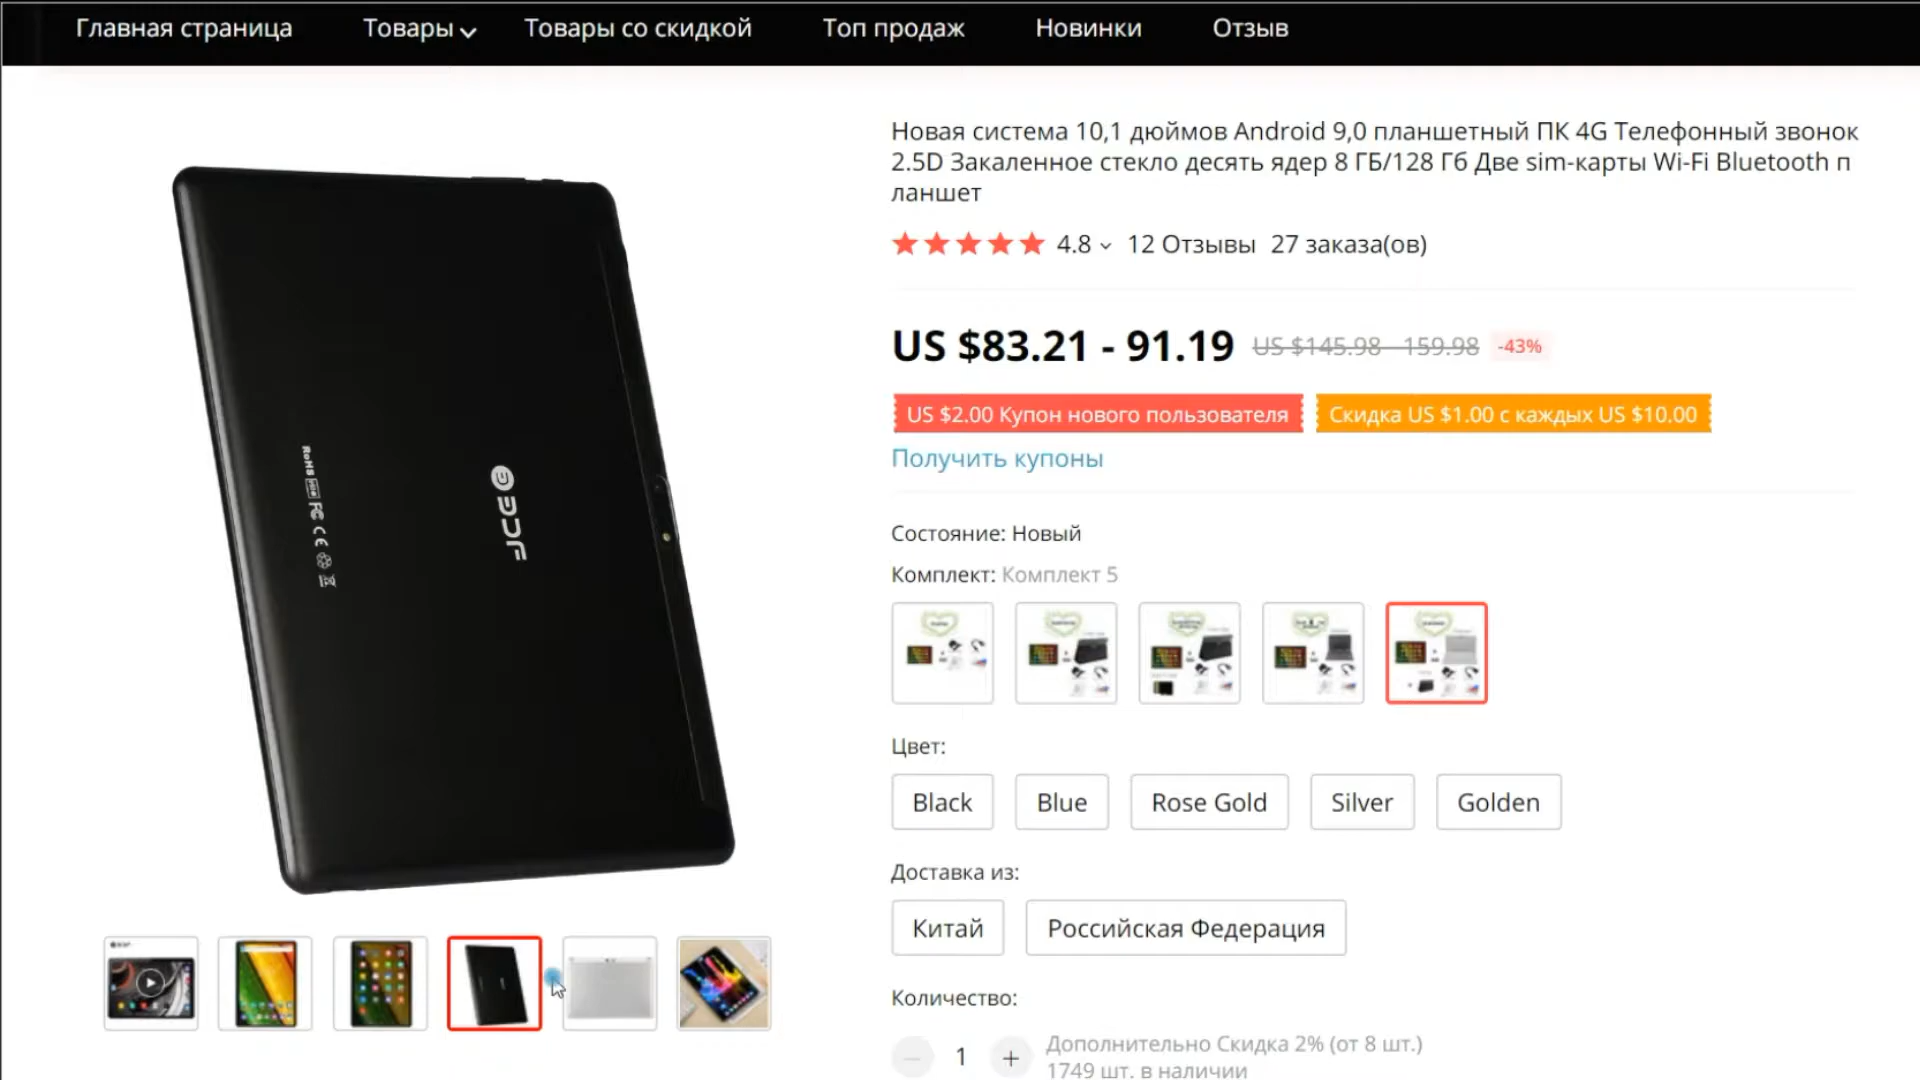 Главная страница
Товары
Товары со скидкой
Топ продаж
Новинки
Отзыв
Новая система 10,1 дюймов Android 9,0 планшетный ПК 4G Телефонный звонок
2.5D Закаленное стекло десять ядер 8 ГБ/128 Гб Две sim-карты Wi-Fi Bluetooth п
ланшет
4.8 12 Отзывы 27 заказа(ов)
US $83.21 - 91.19 US $145.98 - 159.98 -43%
US $2.00 Купон нового пользователя
Скидка US $1.00 с каждых US $10.00
Получить купоны
Состояние: Новый
Комплект: Комплект 5
Цвет:
Black
Blue
Rose Gold
Silver
Golden
Доставка из:
Китай
Российская Федерация
Количество:
1
Дополнительно Скидка 2% (от 8 шт.)
1749 шт. в наличии
RoHS FC CE